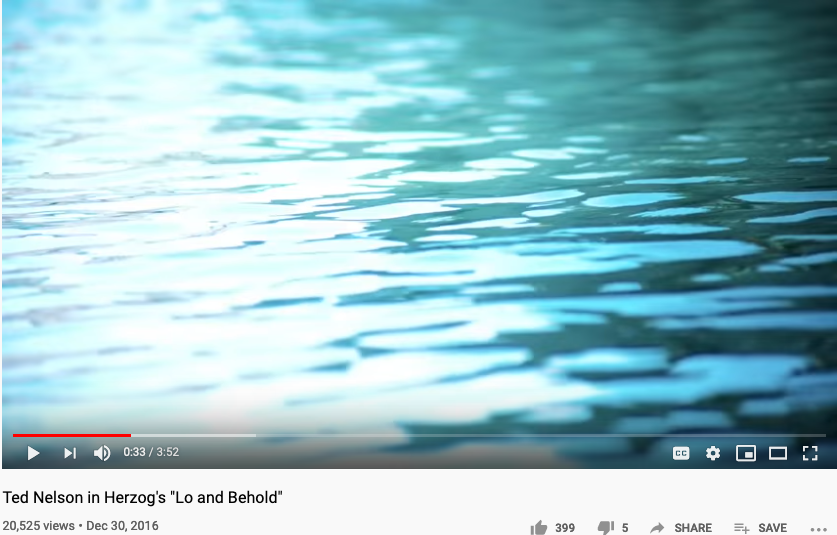 0:33 / 3:52
CC
Ted Nelson in Herzog's "Lo and Behold"
20,525 views • Dec 30, 2016
399 5 SHARE SAVE